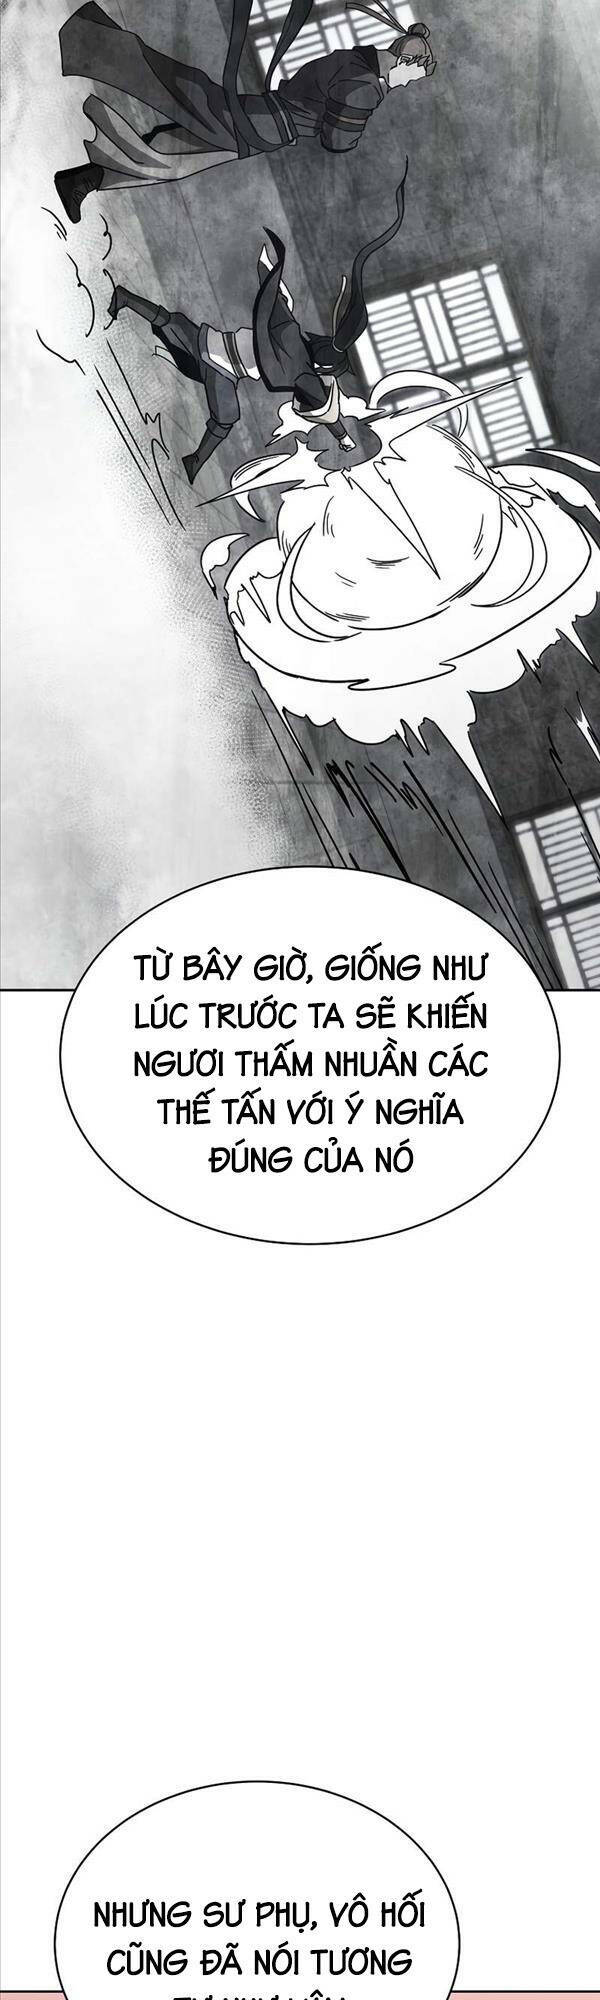 TỪ BÂY GIỜ, GIỐNG NHƯ
LÚC TRƯỚC TA SẼ KHIẾN
NGƯƠI THẤM NHUẦN CÁC
THẾ TẤN VỚI Ý NGHĨA
ĐÚNG CỦA NÓ
NHƯNG SƯ PHỤ, VÔ HỐI
CŨNG ĐÃ NÓI TƯƠNG